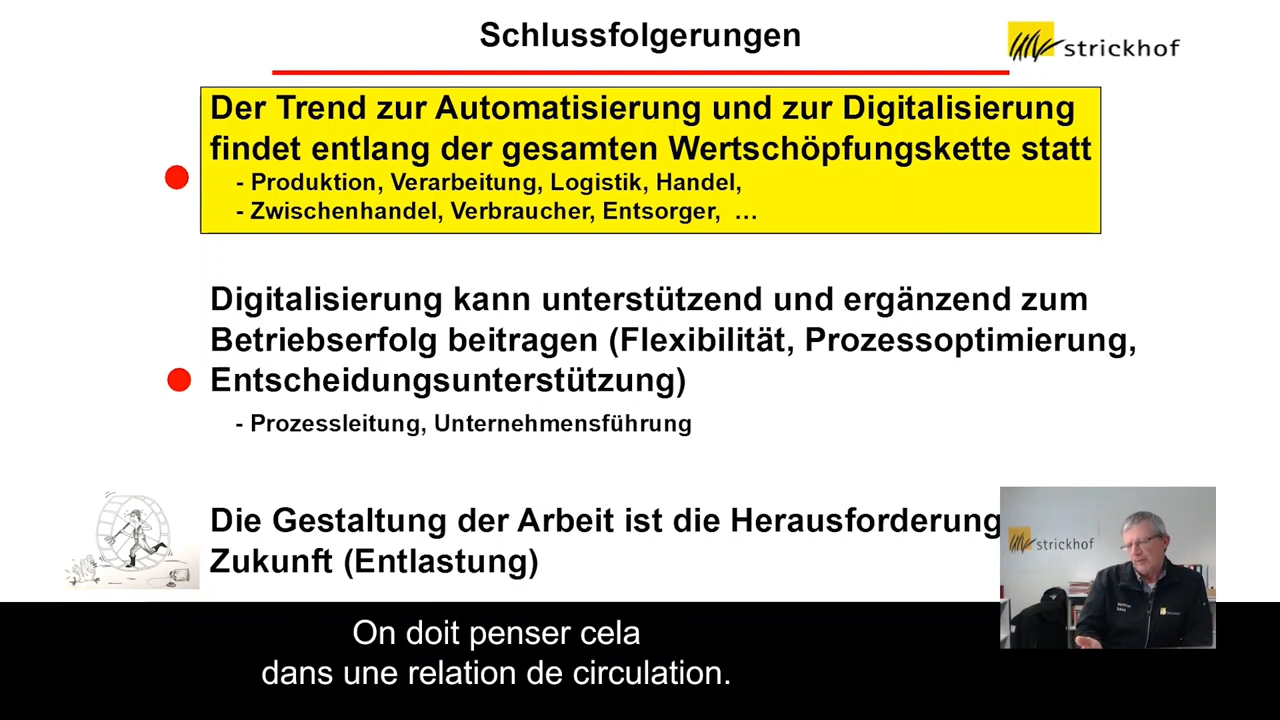 Schlussfolgerungen
strickhof
Der Trend zur Automatisierung und zur Digitalisierung
findet entlang der gesamten Wertschöpfungskette statt
- Produktion, Verarbeitung, Logistik, Handel,
- Zwischenhandel, Verbraucher, Entsorger, …
Digitalisierung kann unterstützend und ergänzend zum
Betriebserfolg beitragen (Flexibilität, Prozessoptimierung,
Entscheidungsunterstützung)
- Prozessleitung, Unternehmensführung
Die Gestaltung der Arbeit ist die Herausforderung
Zukunft (Entlastung)
strickhof
On doit penser cela
dans une relation de circulation.